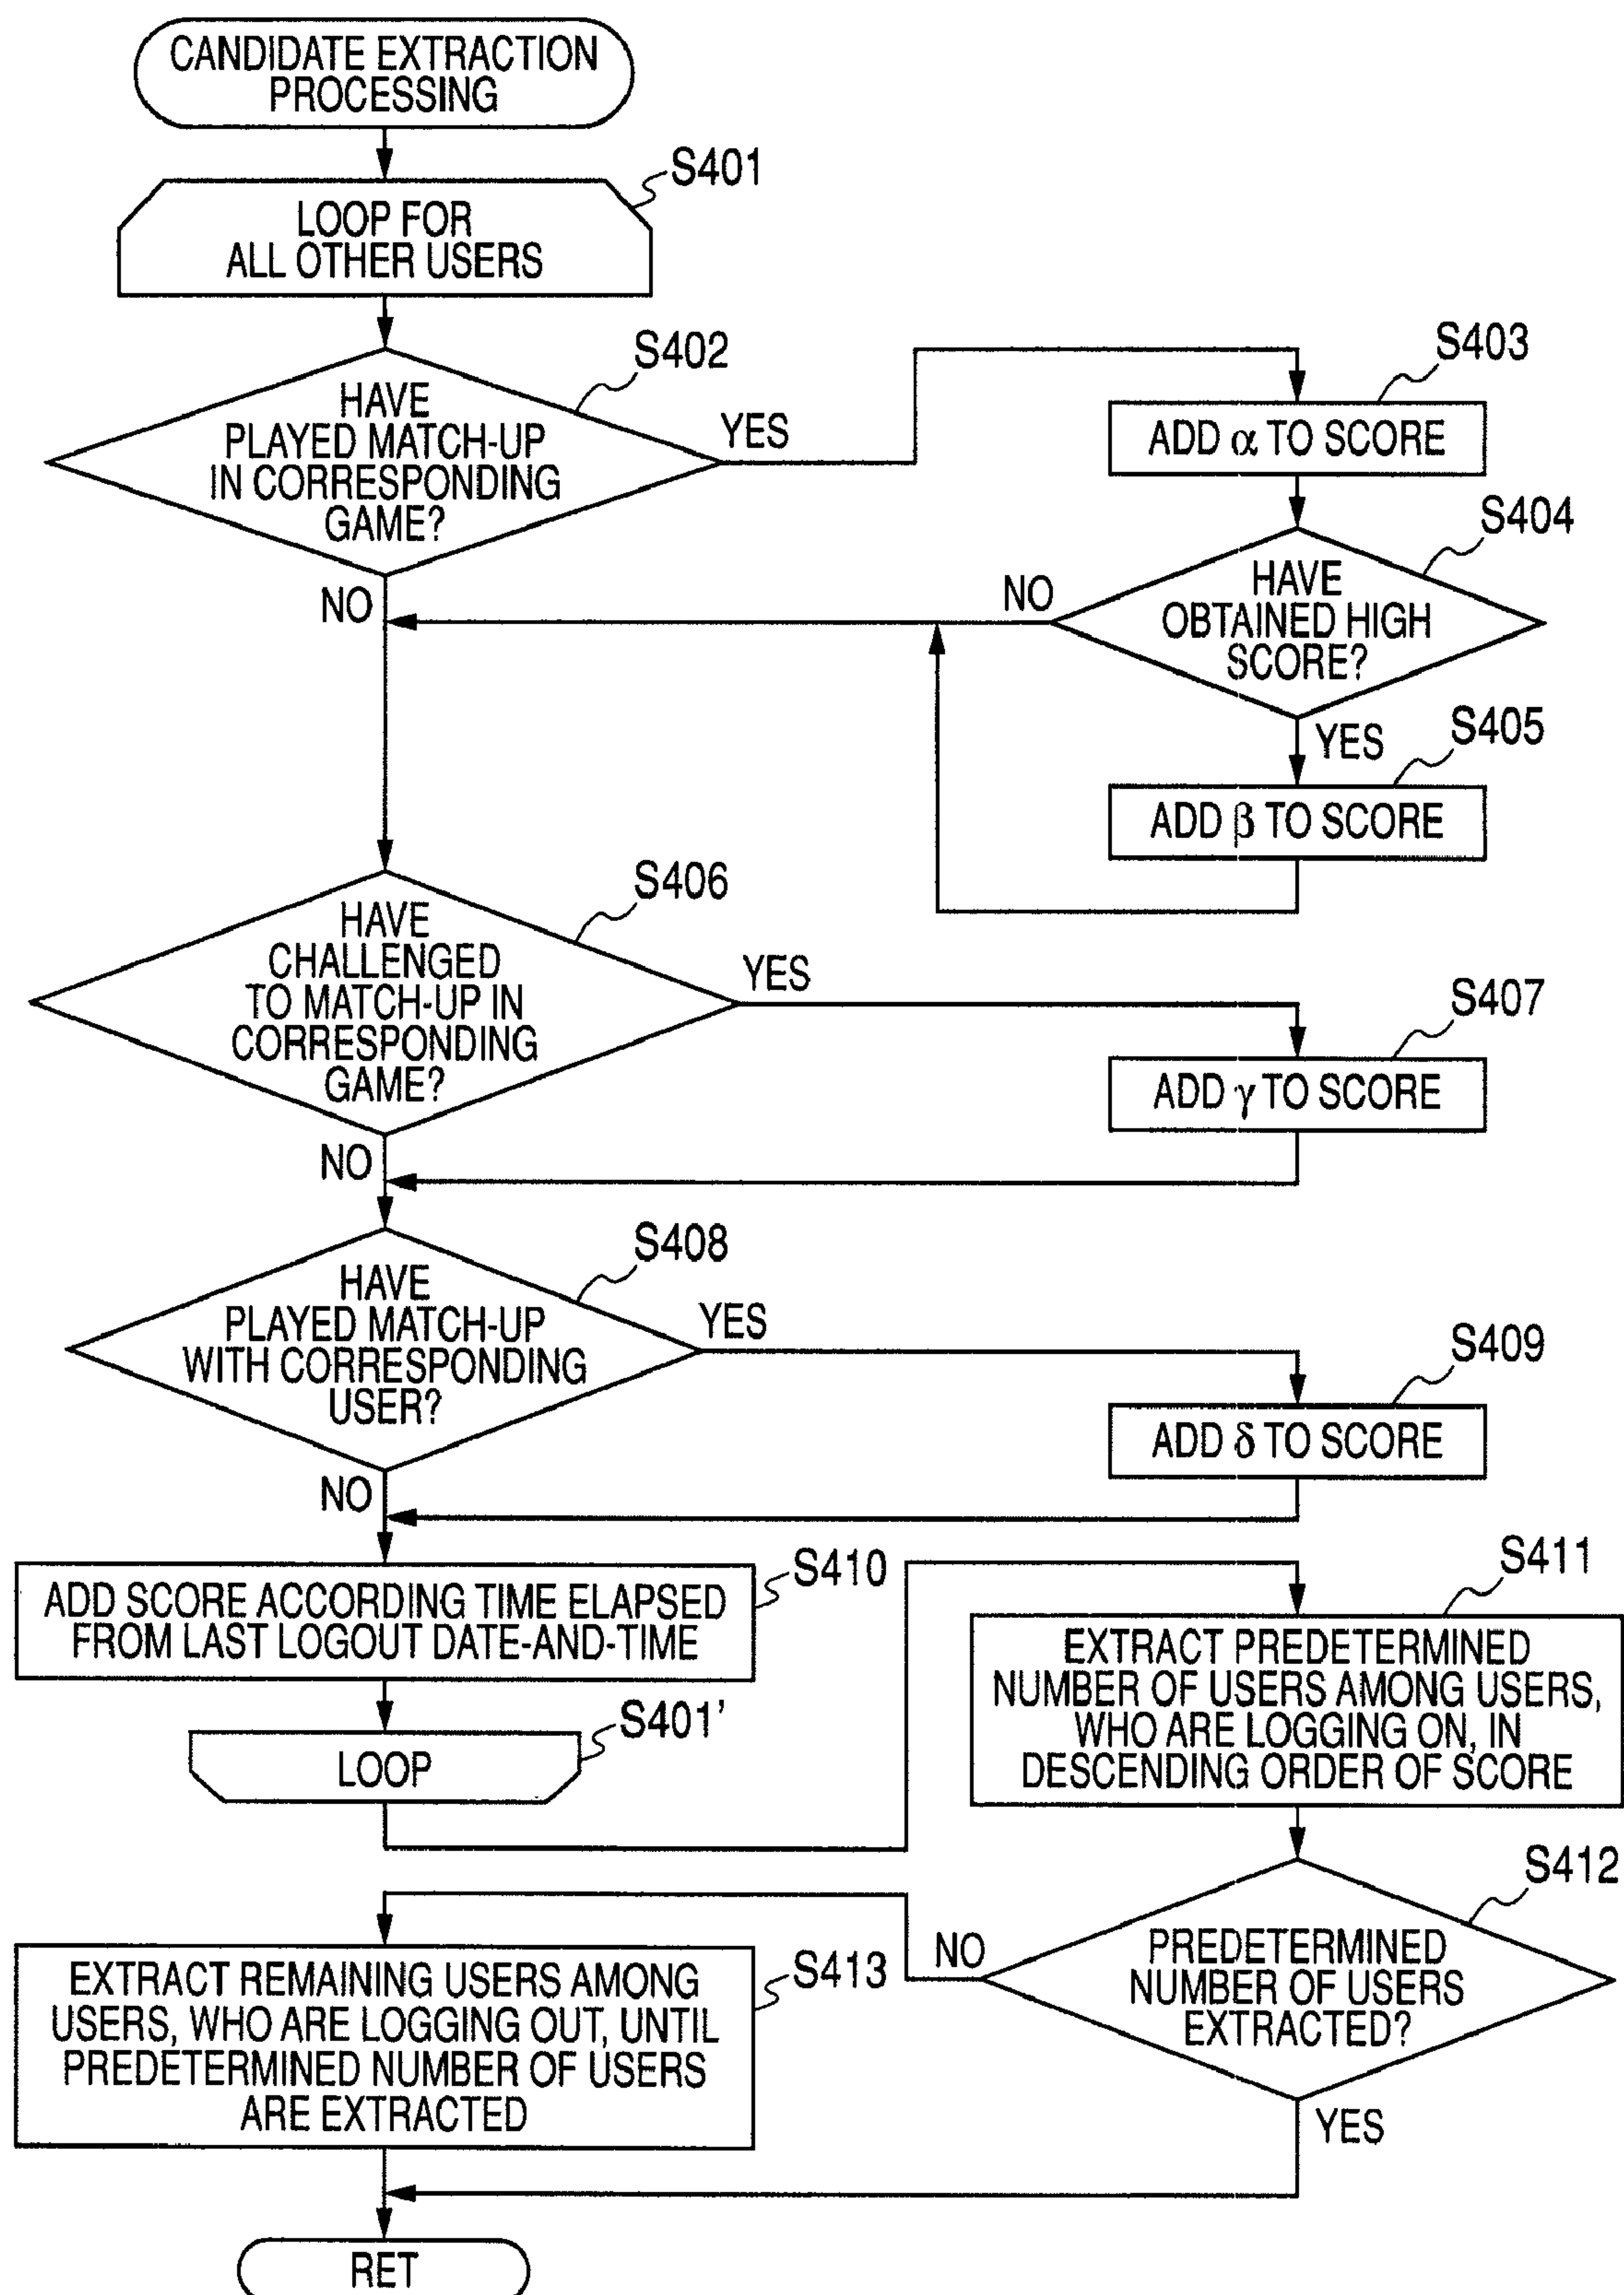 CANDIDATE EXTRACTION
PROCESSING
S401
LOOP FOR
ALL OTHER USERS
S402
HAVE
PLAYED MATCH-UP
IN CORRESPONDING
GAME?
YES
NO
S403
ADD α TO SCORE
S404
HAVE
OBTAINED HIGH
SCORE?
NO
YES
S405
ADD β TO SCORE
S406
HAVE
CHALLENGED
TO MATCH-UP IN
CORRESPONDING
GAME?
YES
NO
S407
ADD γ TO SCORE
S408
HAVE
PLAYED MATCH-UP
WITH CORRESPONDING
USER?
YES
NO
S409
ADD δ TO SCORE
S410
ADD SCORE ACCORDING TIME ELAPSED
FROM LAST LOGOUT DATE-AND-TIME
S401'
LOOP
S411
EXTRACT PREDETERMINED
NUMBER OF USERS AMONG USERS,
WHO ARE LOGGING ON, IN
DESCENDING ORDER OF SCORE
S412
PREDETERMINED
NUMBER OF USERS
EXTRACTED?
NO
YES
S413
EXTRACT REMAINING USERS AMONG
USERS, WHO ARE LOGGING OUT, UNTIL
PREDETERMINED NUMBER OF USERS
ARE EXTRACTED
RET